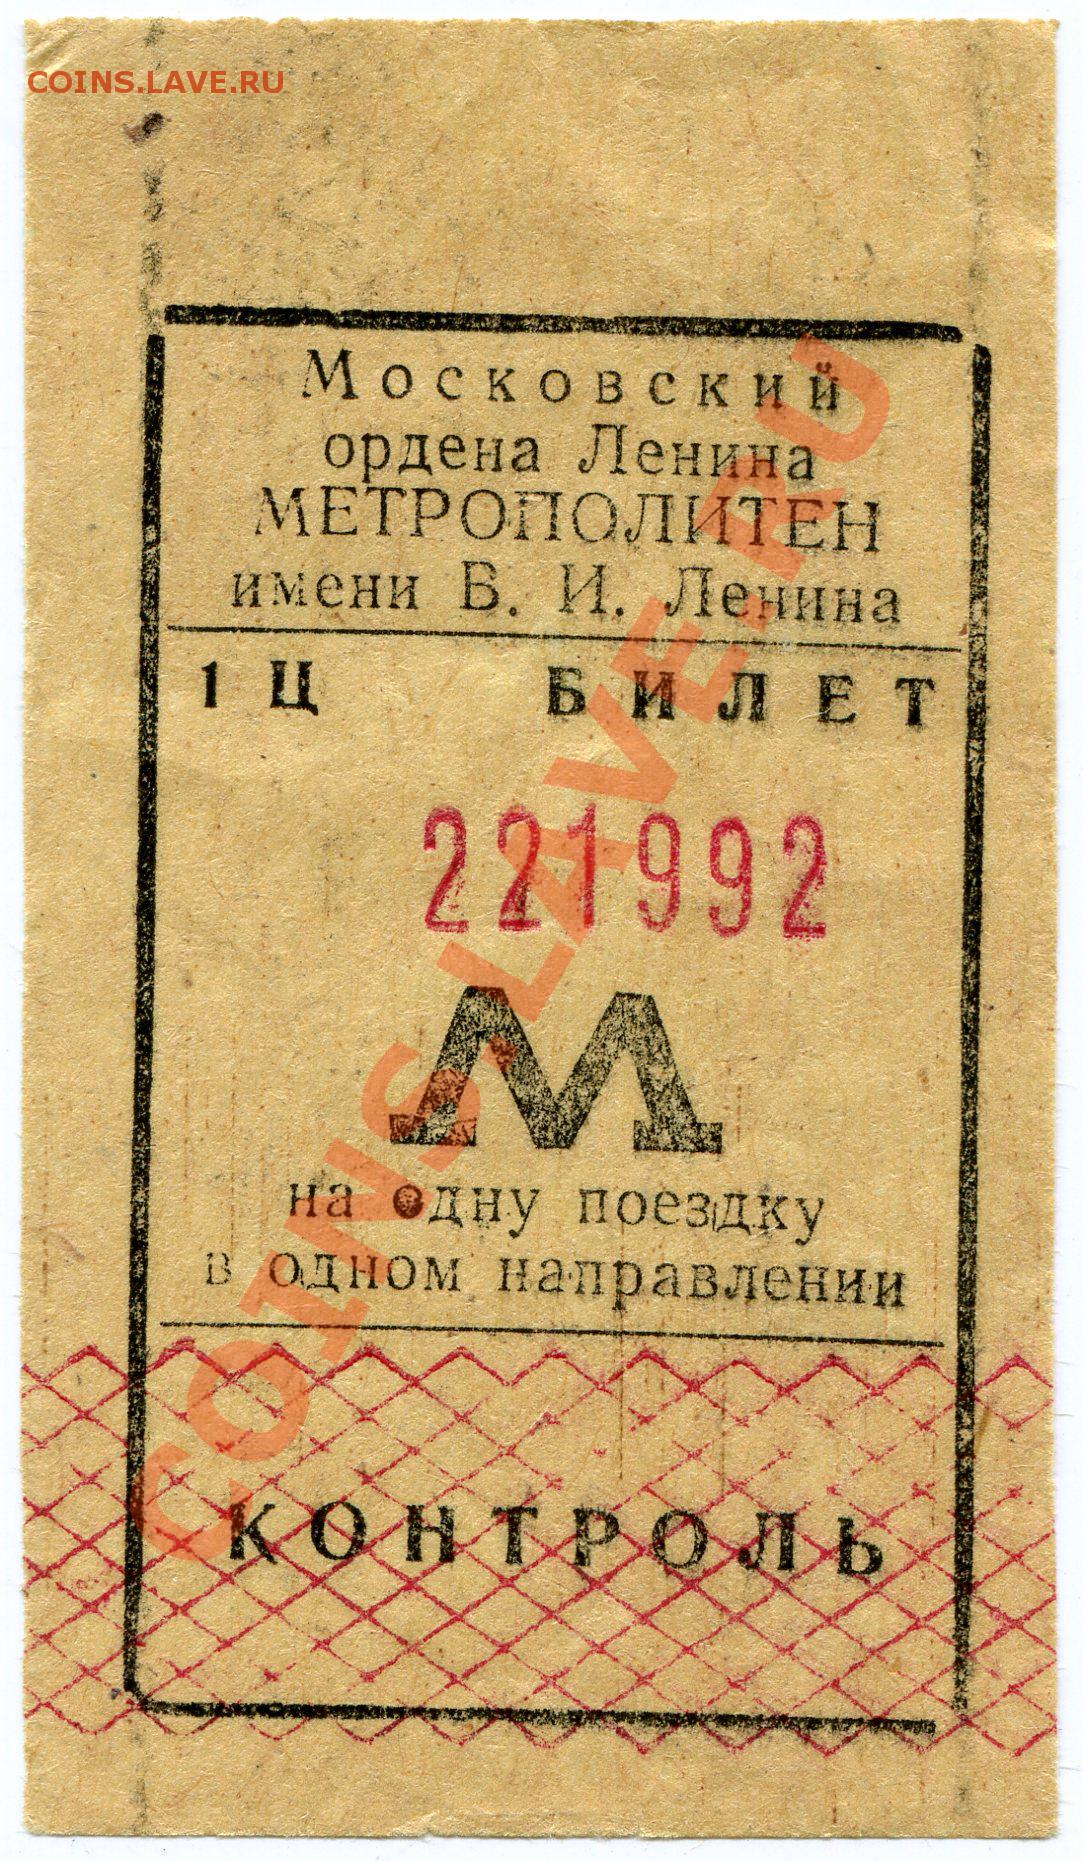 COINS.LAVE.RU
Московский
ордена Ленина
МЕТРОПОЛИТЕН
имени В. И. Ленина
1 Ц БИЛЕТ
221992
М
на одну поездку
в одном направлении
КОНТРОЛЬ
COINS.LAVE.RU